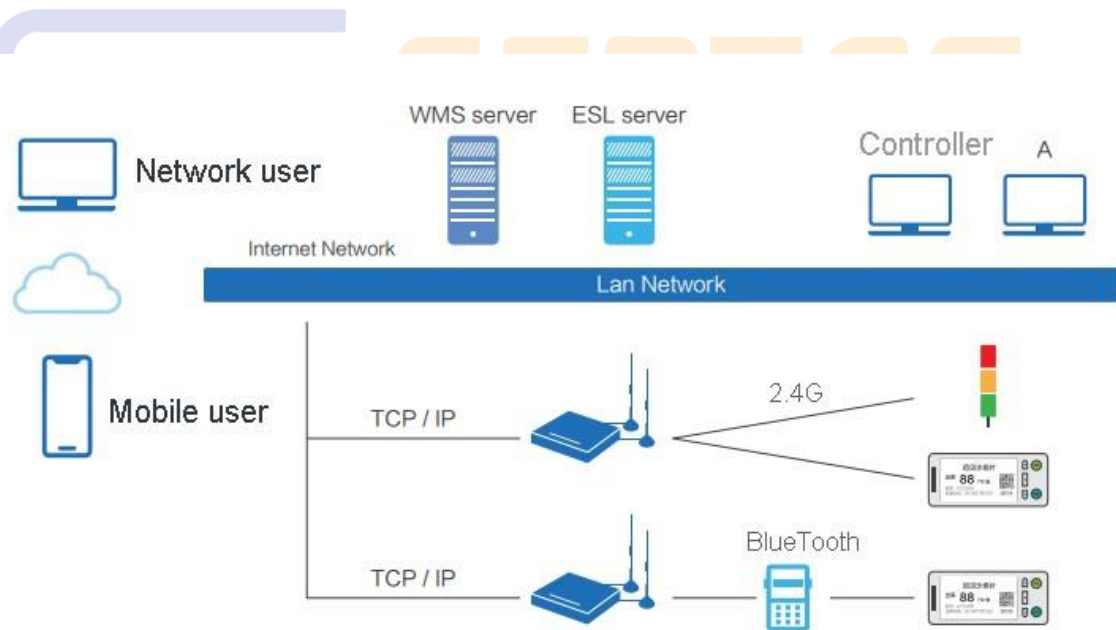 WMS server
ESL server
Controller
A
Network user
Internet Network
Lan Network
Mobile user
2.4G
TCP / IP
88
BlueTooth
TCP / IP
88